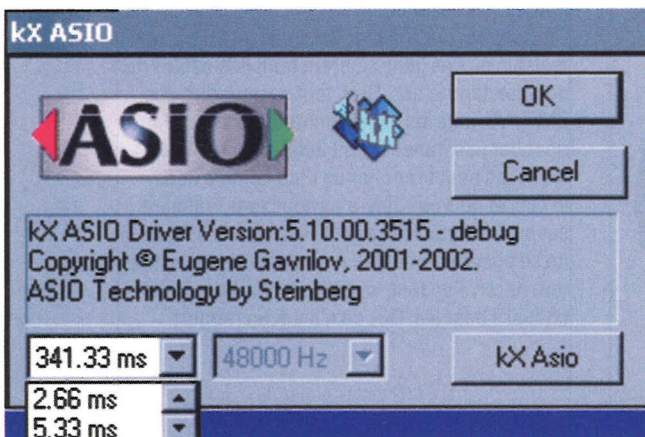 kX ASIO
ASIO
kX
OK
Cancel
kX ASIO Driver Version:5.10.00.3515 - debug
Copyright © Eugene Gavrilov, 2001-2002.
ASIO Technology by Steinberg
341.33 ms
48000 Hz
kX Asio
2.66 ms
5.33 ms